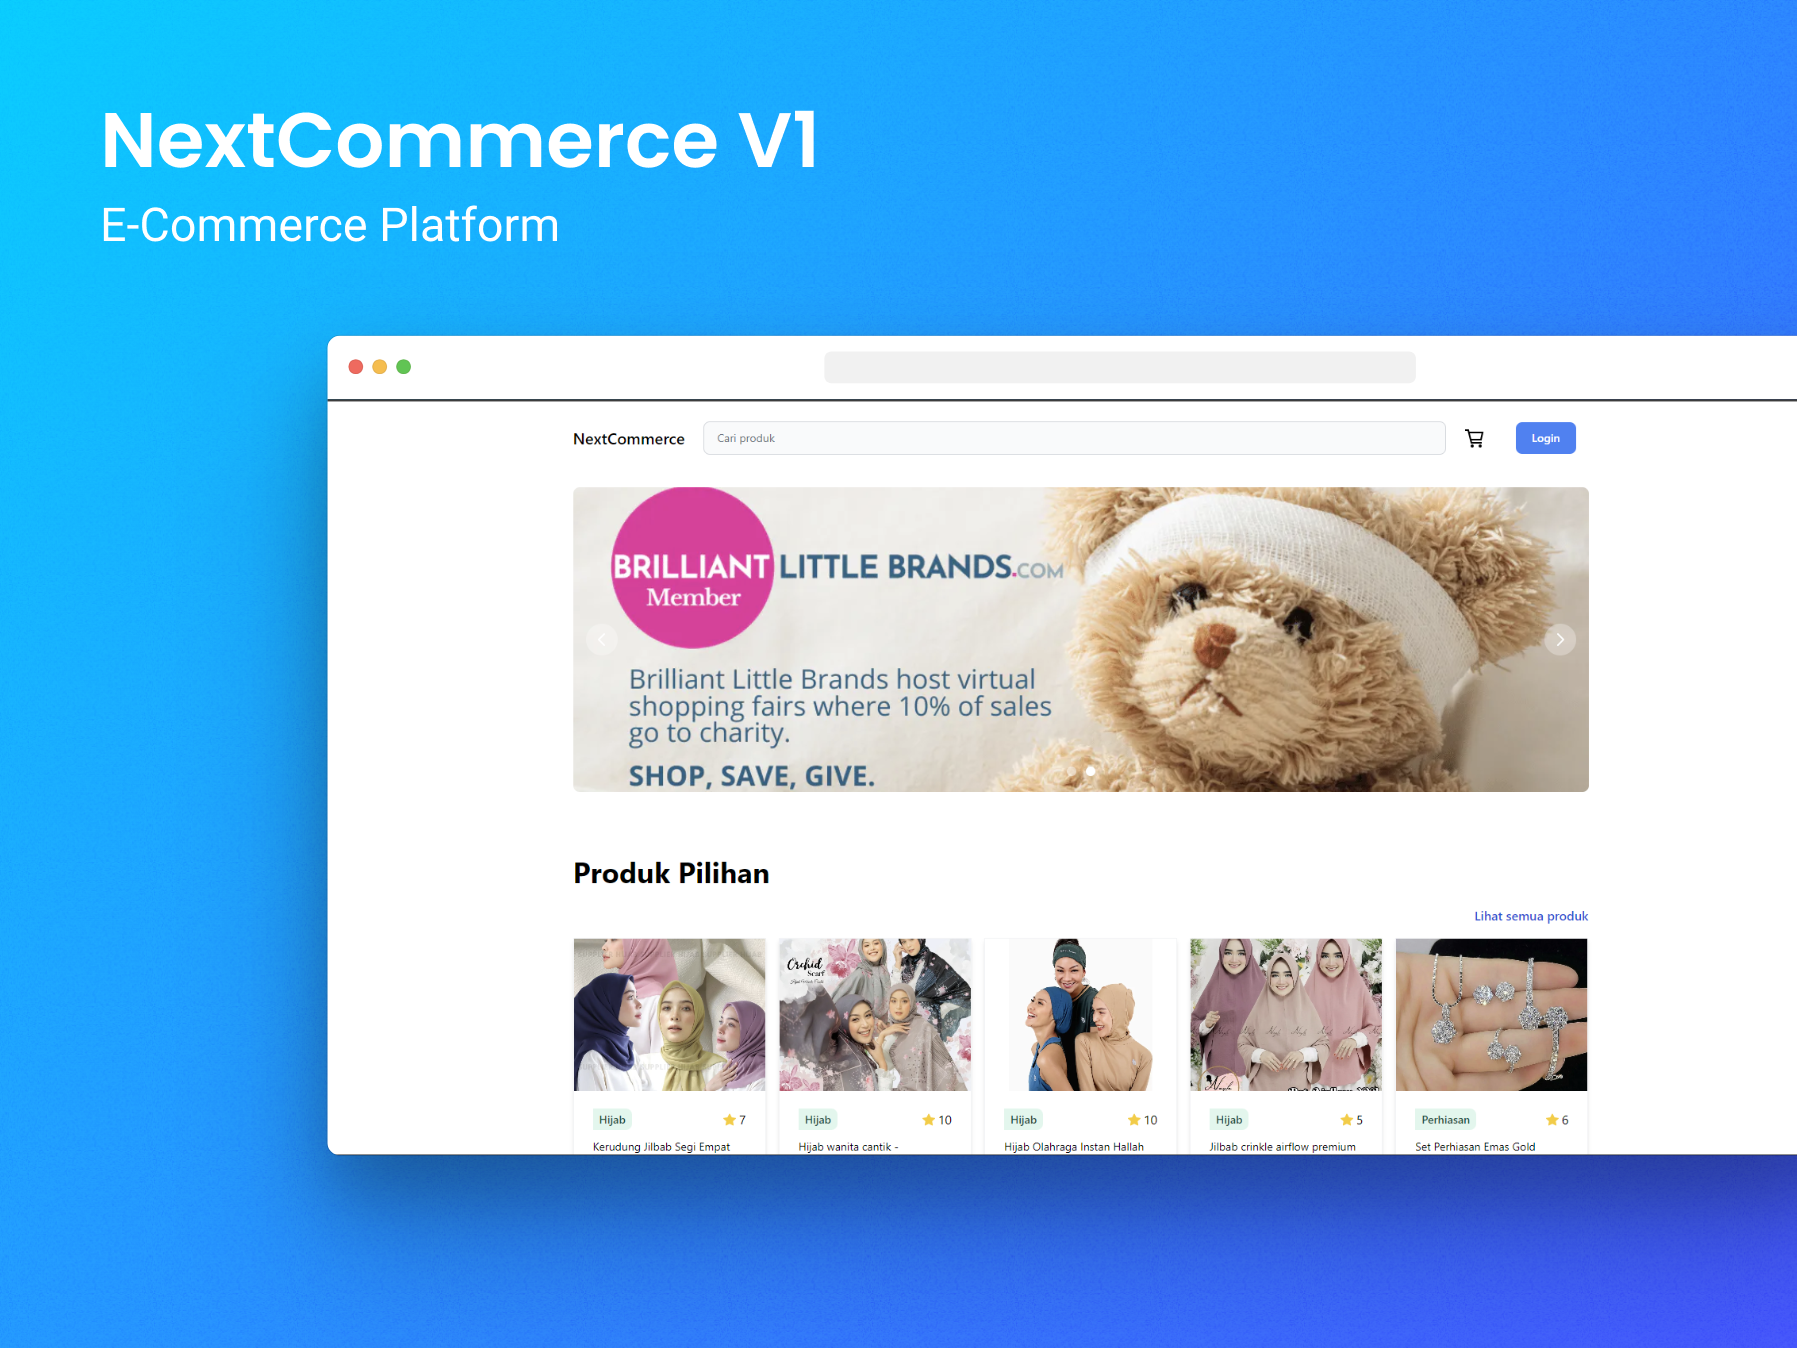 NextCommerce V1
E-Commerce Platform
NextCommerce
Cari produk
Login
BRILLIANT LITTLE BRANDS.COM
Member
Brilliant Little Brands host virtual
shopping fairs where 10% of sales
go to charity.
SHOP, SAVE, GIVE.
Produk Pilihan
Lihat semua produk
Orchid
Scarf
Hijab
7
Hijab
10
Hijab
10
Hijab
5
Perhiasan
6
Kerudung Jilbab Segi Empat
Hijab wanita cantik -
Hijab Olahraga Instan Hallah
Jilbab crinkle airflow premium
Set Perhiasan Emas Gold